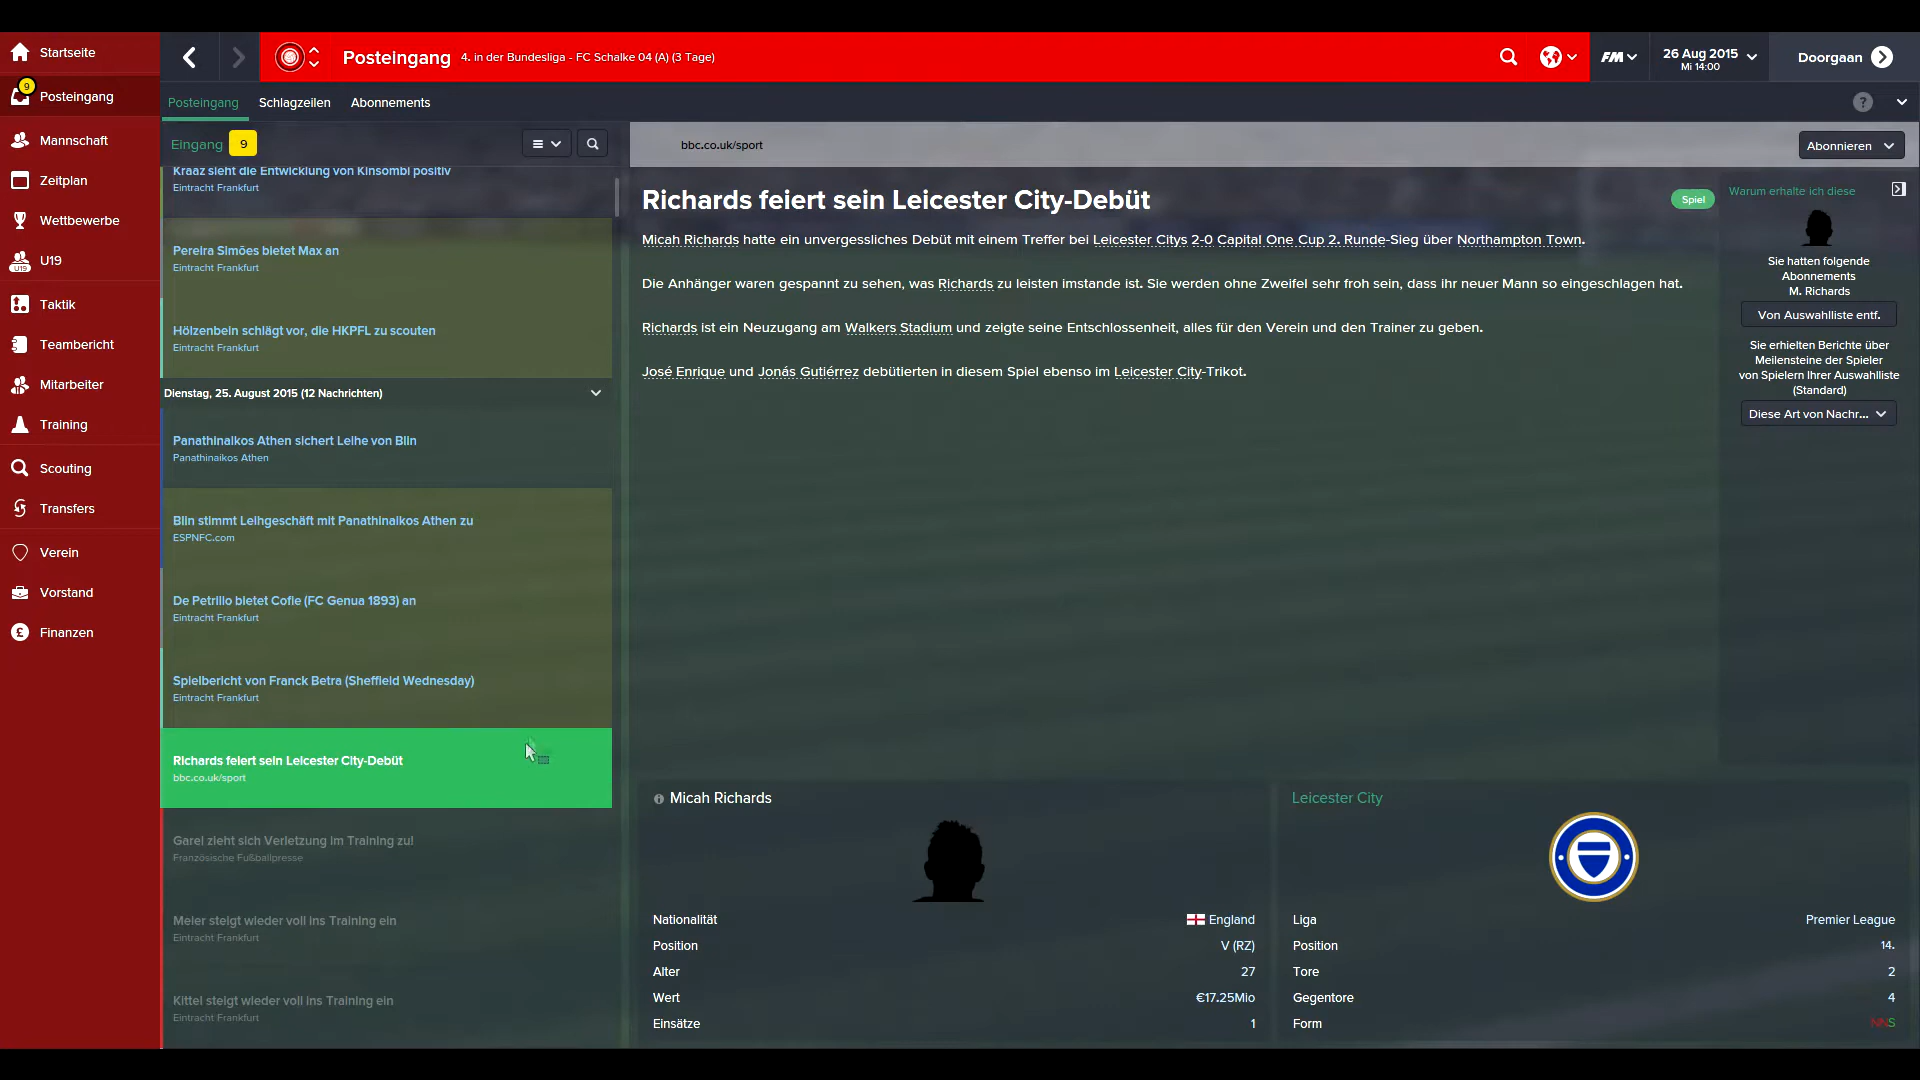 Startseite
9
Posteingang
Mannschaft
Zeitplan
Wettbewerbe
U19
U19
Taktik
Teambericht
Mitarbeiter
Training
Scouting
Transfers
Verein
Vorstand
Finanzen
Posteingang 4. in der Bundesliga - FC Schalke 04 (A) (3 Tage)
FM
26 Aug 2015
Mi 14:00
Doorgaan
Posteingang Schlagzeilen Abonnements
?
Eingang 9
Kraaz sieht die Entwicklung von Kinsombi positiv
Eintracht Frankfurt
Pereira Simões bietet Max an
Eintracht Frankfurt
Hölzenbein schlägt vor, die HKPFL zu scouten
Eintracht Frankfurt
Dienstag, 25. August 2015 (12 Nachrichten)
Panathinaikos Athen sichert Leihe von Blin
Panathinaikos Athen
Blin stimmt Leihgeschäft mit Panathinaikos Athen zu
ESPNFC.com
De Petrillo bietet Cofie (FC Genua 1893) an
Eintracht Frankfurt
Spielbericht von Franck Betra (Sheffield Wednesday)
Eintracht Frankfurt
Richards feiert sein Leicester City-Debüt
bbc.co.uk/sport
Garei zieht sich Verletzung im Training zu!
Französische Fußballpresse
Meier steigt wieder voll ins Training ein
Eintracht Frankfurt
Kittel steigt wieder voll ins Training ein
Eintracht Frankfurt
bbc.co.uk/sport
Abonnieren
Richards feiert sein Leicester City-Debüt
Spiel
Micah Richards hatte ein unvergessliches Debüt mit einem Treffer bei Leicester Citys 2-0 Capital One Cup 2. Runde-Sieg über Northampton Town.
Die Anhänger waren gespannt zu sehen, was Richards zu leisten imstande ist. Sie werden ohne Zweifel sehr froh sein, dass ihr neuer Mann so eingeschlagen hat.
Richards ist ein Neuzugang am Walkers Stadium und zeigte seine Entschlossenheit, alles für den Verein und den Trainer zu geben.
José Enrique und Jonás Gutiérrez debütierten in diesem Spiel ebenso im Leicester City-Trikot.
Warum erhalte ich diese
Sie hatten folgende
Abonnements
M. Richards
Von Auswahlliste entf.
Sie erhielten Berichte über
Meilensteine der Spieler
von Spielern Ihrer Auswahlliste
(Standard)
Diese Art von Nachr...
Micah Richards
Nationalität England
Position V (RZ)
Alter 27
Wert €17.25Mio
Einsätze 1
Leicester City
Liga Premier League
Position 14.
Tore 2
Gegentore 4
Form NNS